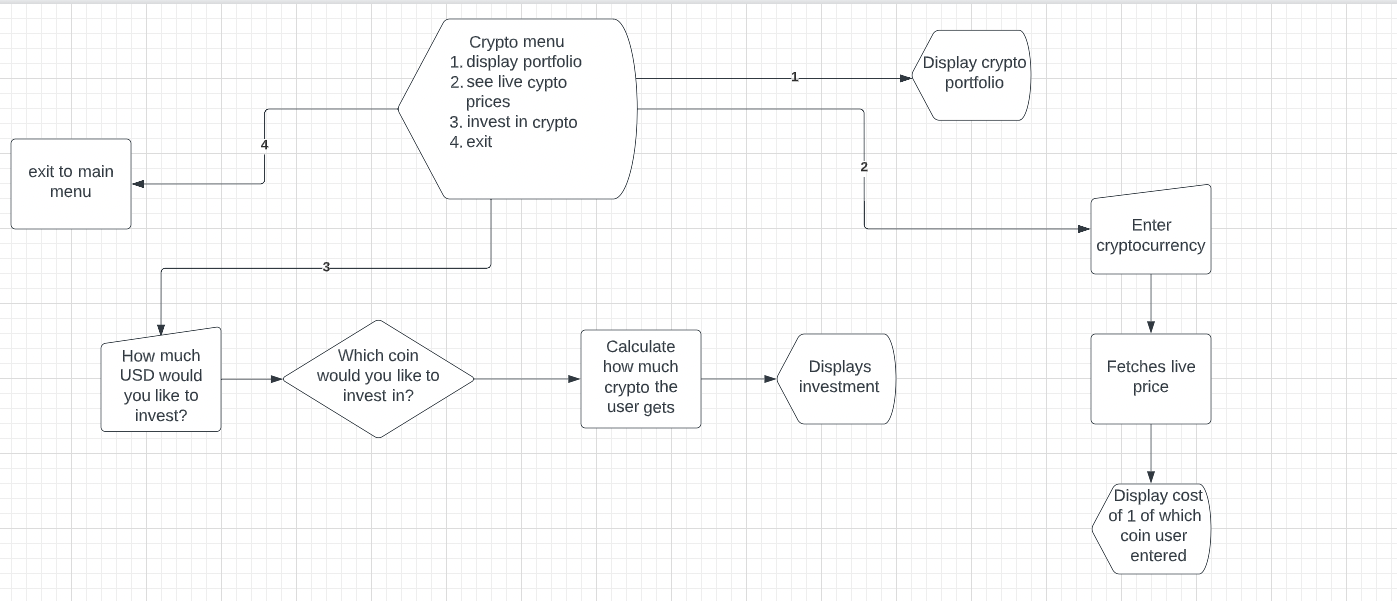 Crypto menu
1. display portfolio
2. see live cypto
prices
3. invest in crypto
4. exit
1
Display crypto
portfolio
4
exit to main
menu
2
Enter
cryptocurrency
3
How much
USD would
you like to
invest?
Which coin
would you like to
invest in?
Calculate
how much
crypto the
user gets
Displays
investment
Fetches live
price
Display cost
of 1 of which
coin user
entered